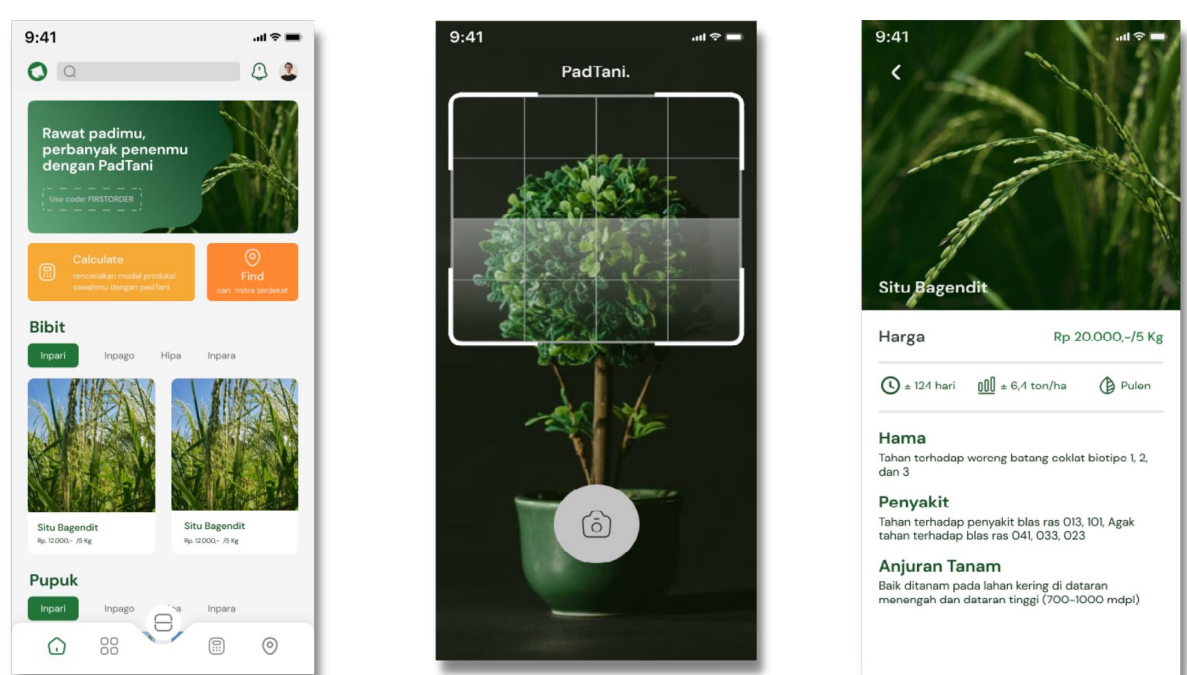 9:41
Rawat padimu,
perbanyak penenmu
dengan PadTani
Use code: FIRSTORDER
Calculate
rencanakan modal produksi
sawahmu dengan padTani
Find
cari mitra terdekat
Bibit
Inpari Inpago Hipa Inpara
Situ Bagendit
Rp. 12.000,- /5 Kg
Situ Bagendit
Rp. 12.000,- /5 Kg
Pupuk
Inpari Inpago Inpara
9:41
PadTani.
9:41
Situ Bagendit
Harga Rp 20.000,-/5 Kg
± 124 hari ± 6,4 ton/ha Pulen
Hama
Tahan terhadap wereng batang coklat biotipe 1, 2,
dan 3
Penyakit
Tahan terhadap penyakit blas ras 013, 101, Agak
tahan terhadap blas ras 041, 033, 023
Anjuran Tanam
Baik ditanam pada lahan kering di dataran
menengah dan dataran tinggi (700-1000 mdpl)